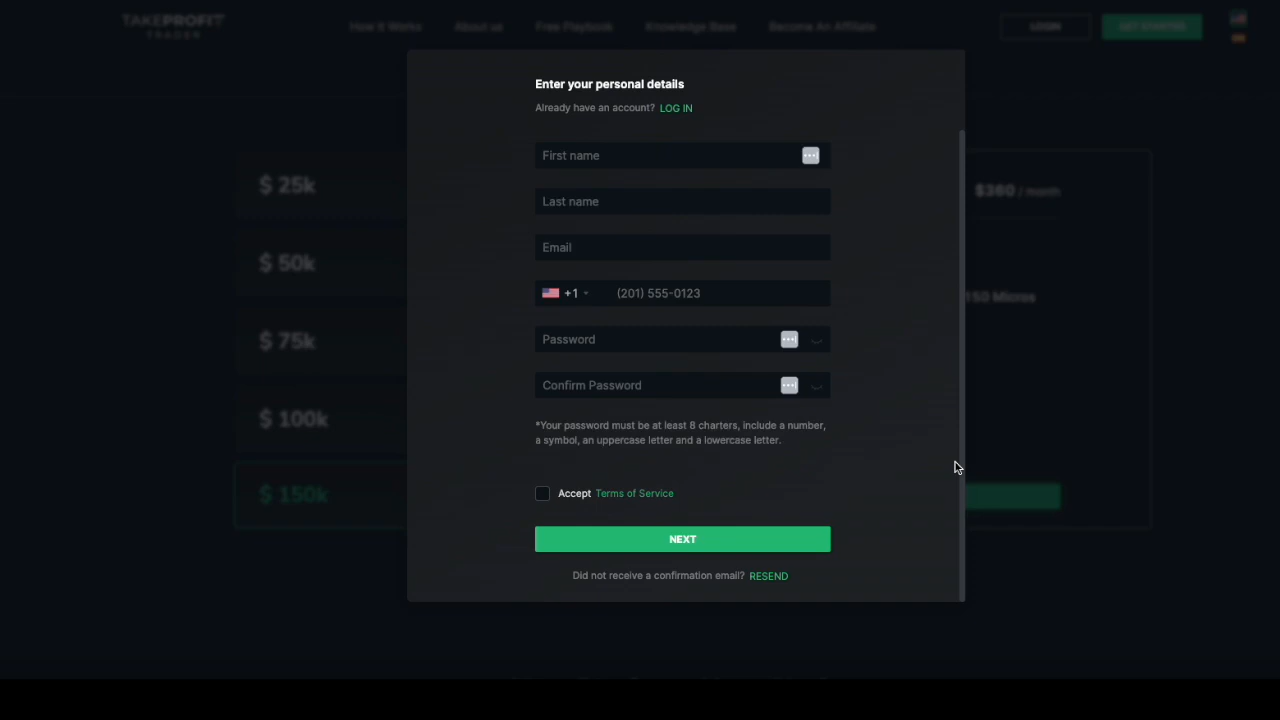 TAKEPROFIT
TRADER
How It Works
About us
Free Playbook
Knowledge Base
Become An Affiliate
LOGIN
GET STARTED
Enter your personal details
Already have an account? LOG IN
First name
Last name
Email
+1
(201) 555-0123
Password
Confirm Password
*Your password must be at least 8 charters, include a number,
a symbol, an uppercase letter and a lowercase letter.
Accept Terms of Service
NEXT
Did not receive a confirmation email? RESEND
$ 25k
$ 50k
$ 75k
$ 100k
$ 150k
$360 / month
150 Micros